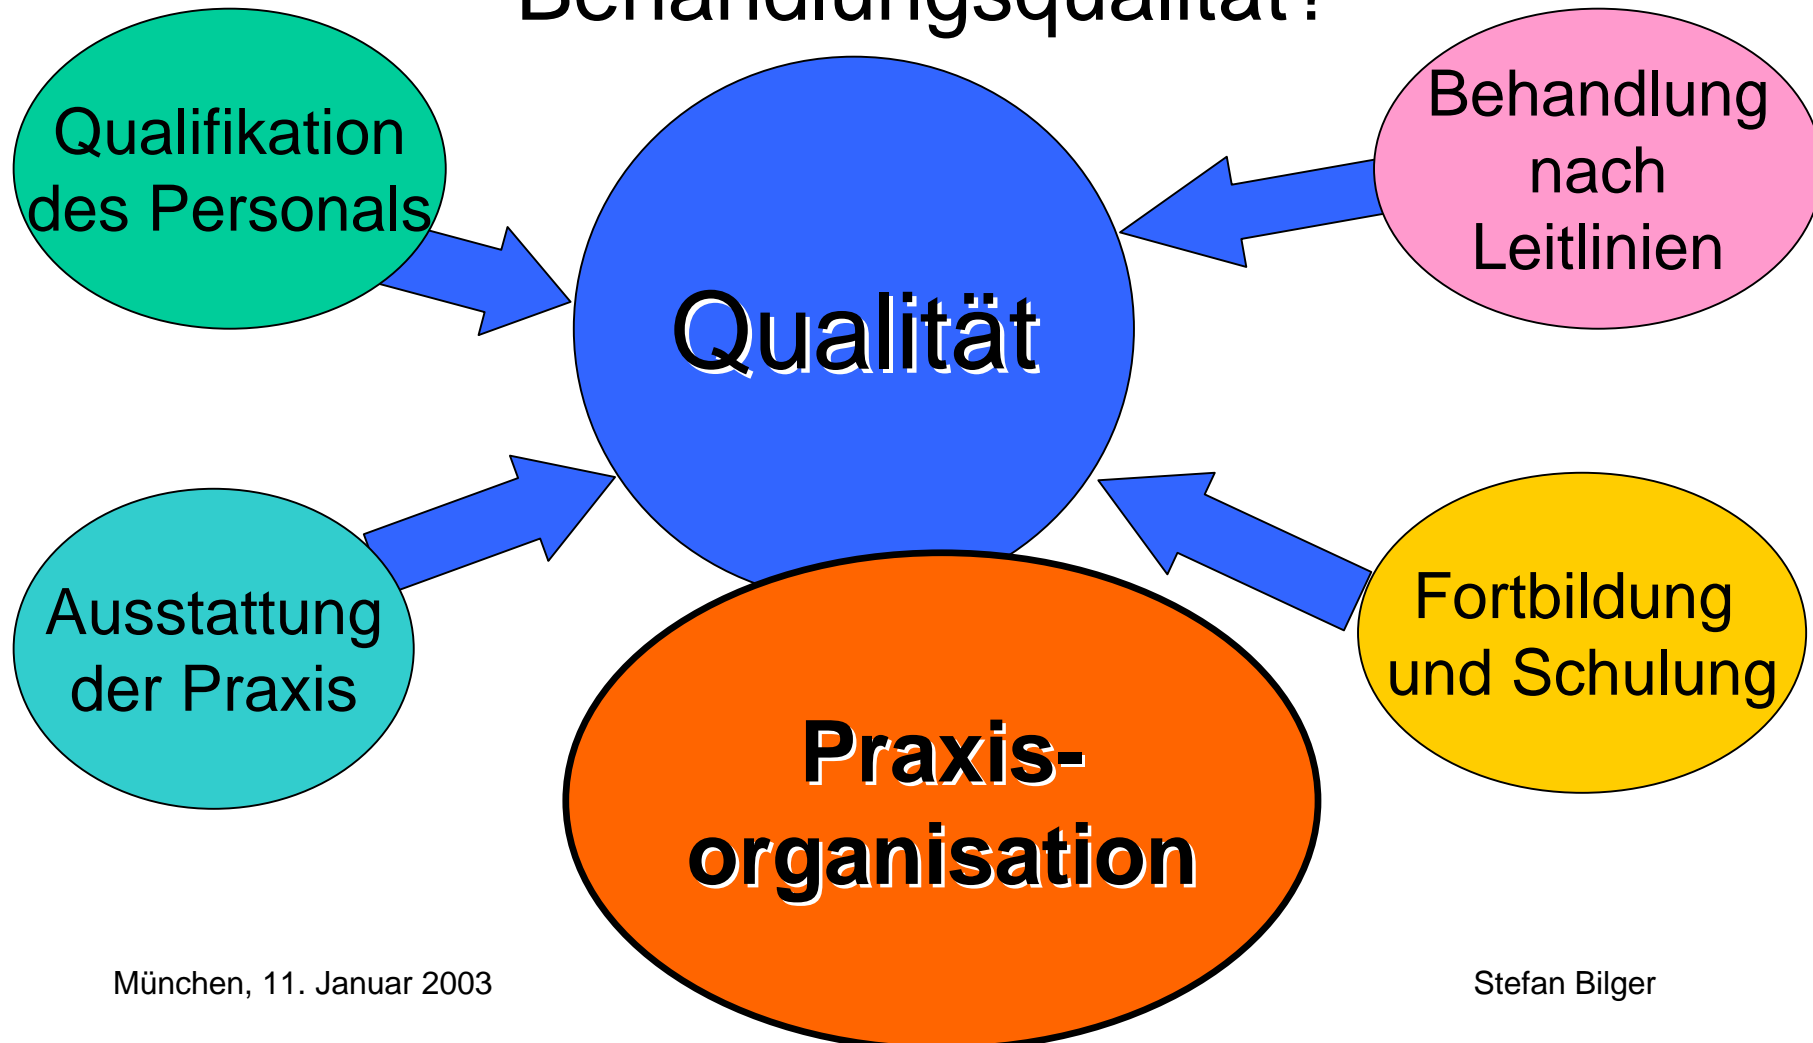 Behandlungsqualität?
Qualifikation
des Personals
Behandlung
nach
Leitlinien
Qualität
Ausstattung
der Praxis
Fortbildung
und Schulung
Praxis-
organisation
München, 11. Januar 2003
Stefan Bilger